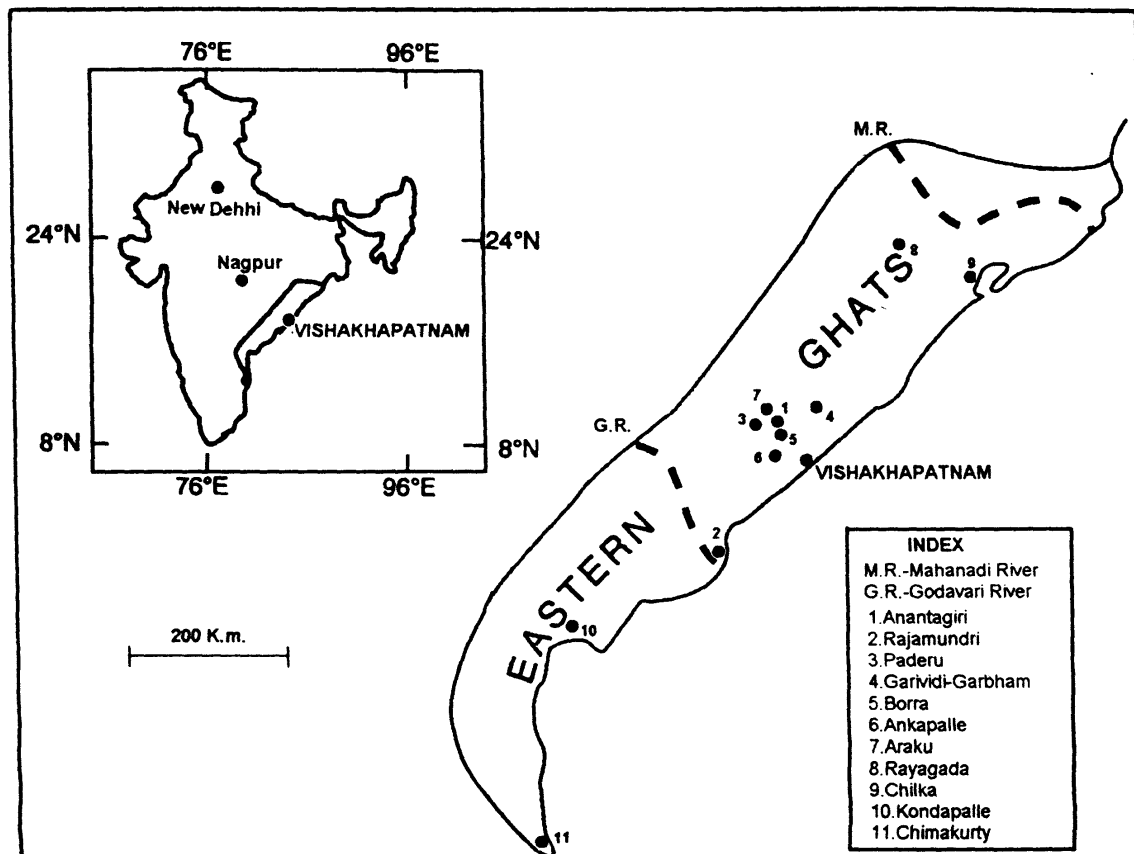 76°E 96°E
New Dehhi
24°N 24°N
Nagpur
VISHAKHAPATNAM
8°N 8°N
76°E 96°E
M.R.
8
9
GHATS
7
1
3
4
5
6
VISHAKHAPATNAM
G.R.
2
EASTERN
10
11
200 K.m.
INDEX
M.R.-Mahanadi River
G.R.-Godavari River
1.Anantagiri
2.Rajamundri
3.Paderu
4.Garividi-Garbham
5.Borra
6.Ankapalle
7.Araku
8.Rayagada
9.Chilka
10.Kondapalle
11.Chimakurty